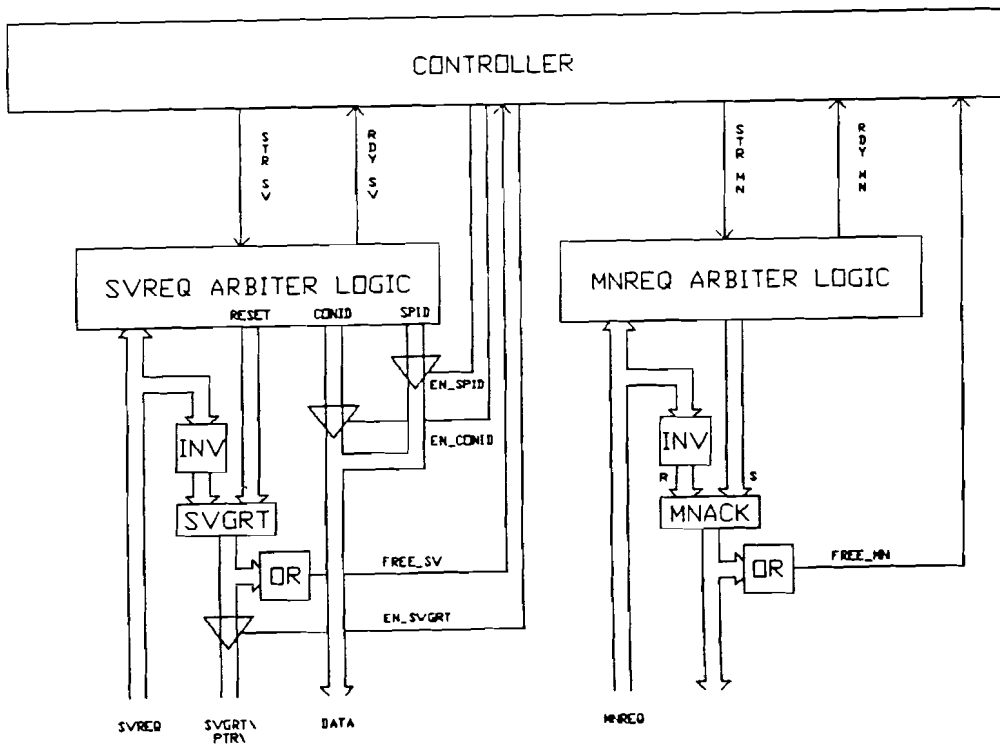 CONTROLLER
STR SV
RDY SV
STR MN
RDY MN
SVREQ ARBITER LOGIC
RESET CONID SPID
MNREQ ARBITER LOGIC
EN_SPID
EN_CONID
INV
INV
R S
SVGRT
MNACK
OR
FREE_SV
OR
FREE_MN
EN_SVGRT
SVREQ
SVGRT\
PTR\
DATA
MNREQ